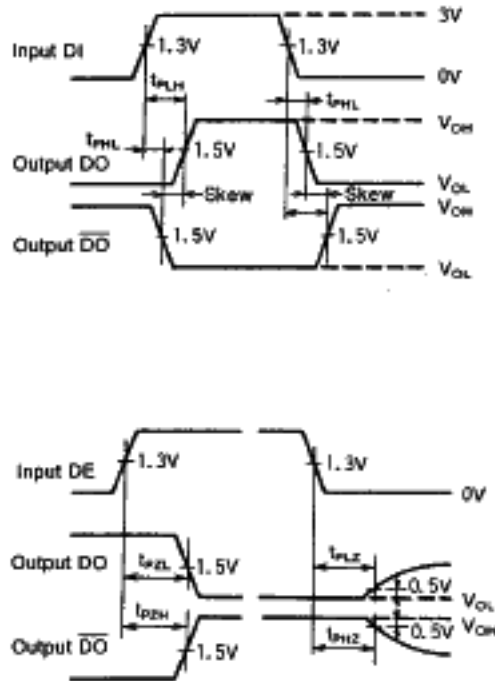 3V
Input DI
1.3V
1.3V
0V
tPLH
tPHL
VOH
tPHL
1.5V
1.5V
Output DO
Skew
Skew
VOL
VOH
Output D̅O̅
1.5V
1.5V
VOL
Input DE
1.3V
1.3V
0V
Output DO
tPZL
1.5V
tPLZ
0.5V
VOL
tPZH
VOH
Output D̅O̅
1.5V
tPHZ
0.5V